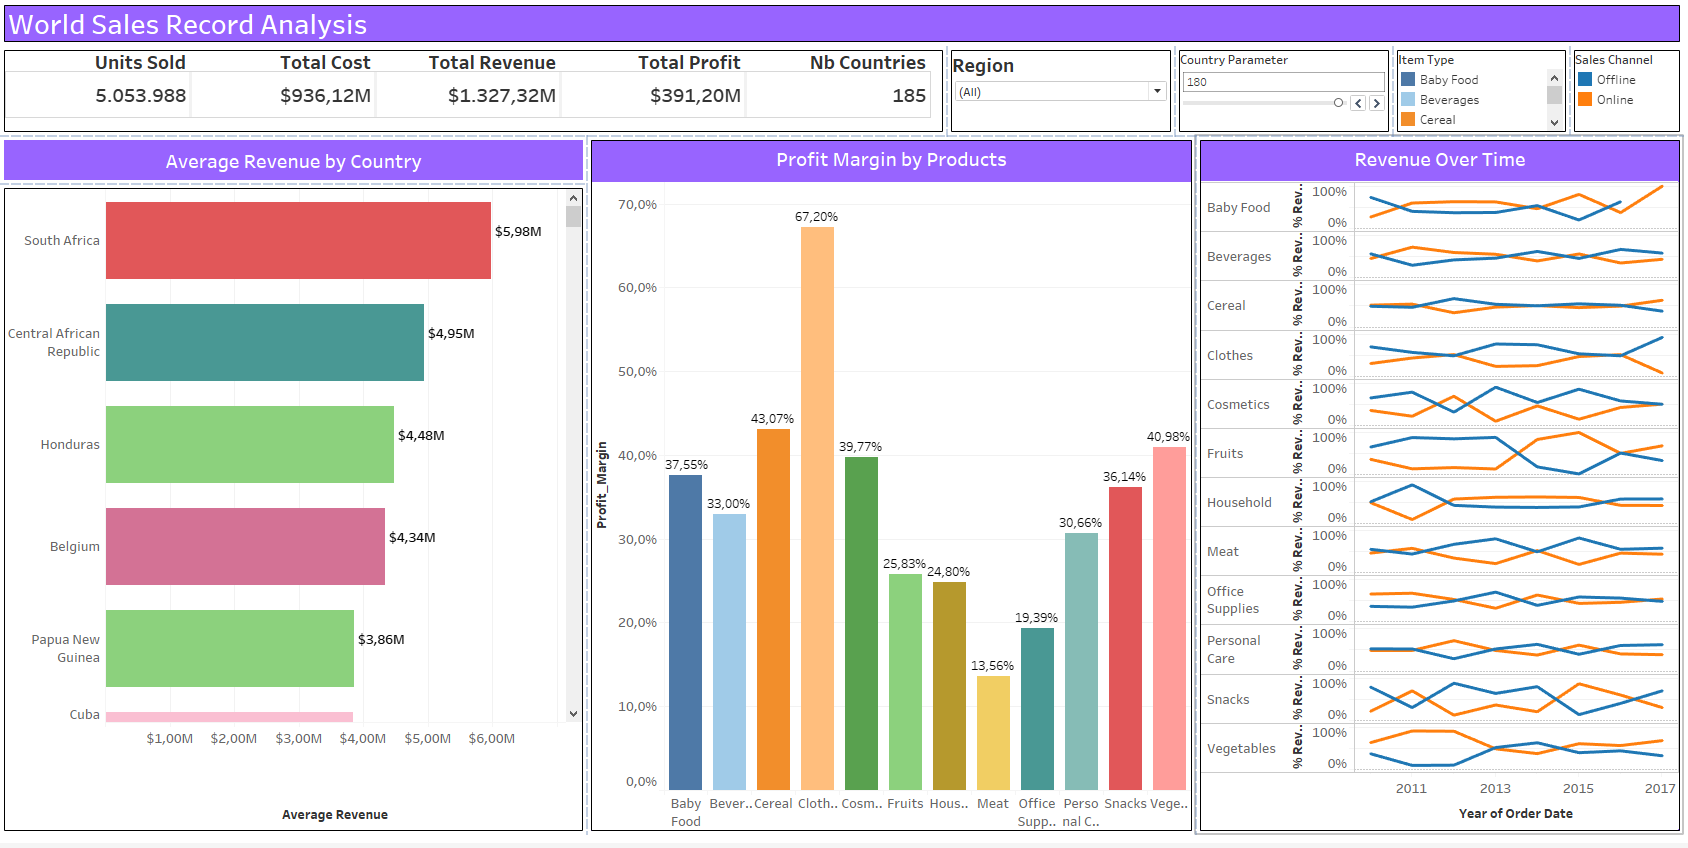 World Sales Record Analysis
Units Sold Total Cost Total Revenue Total Profit Nb Countries
5.053.988 $936,12M $1.327,32M $391,20M 185
Region
(All)
Country Parameter
180
Item Type
Baby Food
Beverages
Cereal
Sales Channel
Offline
Online
Average Revenue by Country
South Africa $5,98M
Central African
Republic
$4,95M
Honduras $4,48M
Belgium $4,34M
Papua New
Guinea
$3,86M
Cuba
$1,00M $2,00M $3,00M $4,00M $5,00M $6,00M
Average Revenue
Profit Margin by Products
Profit_Margin
70,0%
60,0%
50,0%
40,0%
30,0%
20,0%
10,0%
0,0%
37,55%
33,00%
43,07%
67,20%
39,77%
25,83%
24,80%
13,56%
19,39%
30,66%
36,14%
40,98%
Baby
Food
Bever..
Cereal
Cloth..
Cosm..
Fruits
Hous..
Meat
Office
Supp..
Perso
nal C..
Snacks
Vege..
Revenue Over Time
Baby Food % Rev.. 100% 0%
Beverages % Rev.. 100% 0%
Cereal % Rev.. 100% 0%
Clothes % Rev.. 100% 0%
Cosmetics % Rev.. 100% 0%
Fruits % Rev.. 100% 0%
Household % Rev.. 100% 0%
Meat % Rev.. 100% 0%
Office
Supplies
% Rev.. 100% 0%
Personal
Care
% Rev.. 100% 0%
Snacks % Rev.. 100% 0%
Vegetables % Rev.. 100% 0%
2011 2013 2015 2017
Year of Order Date